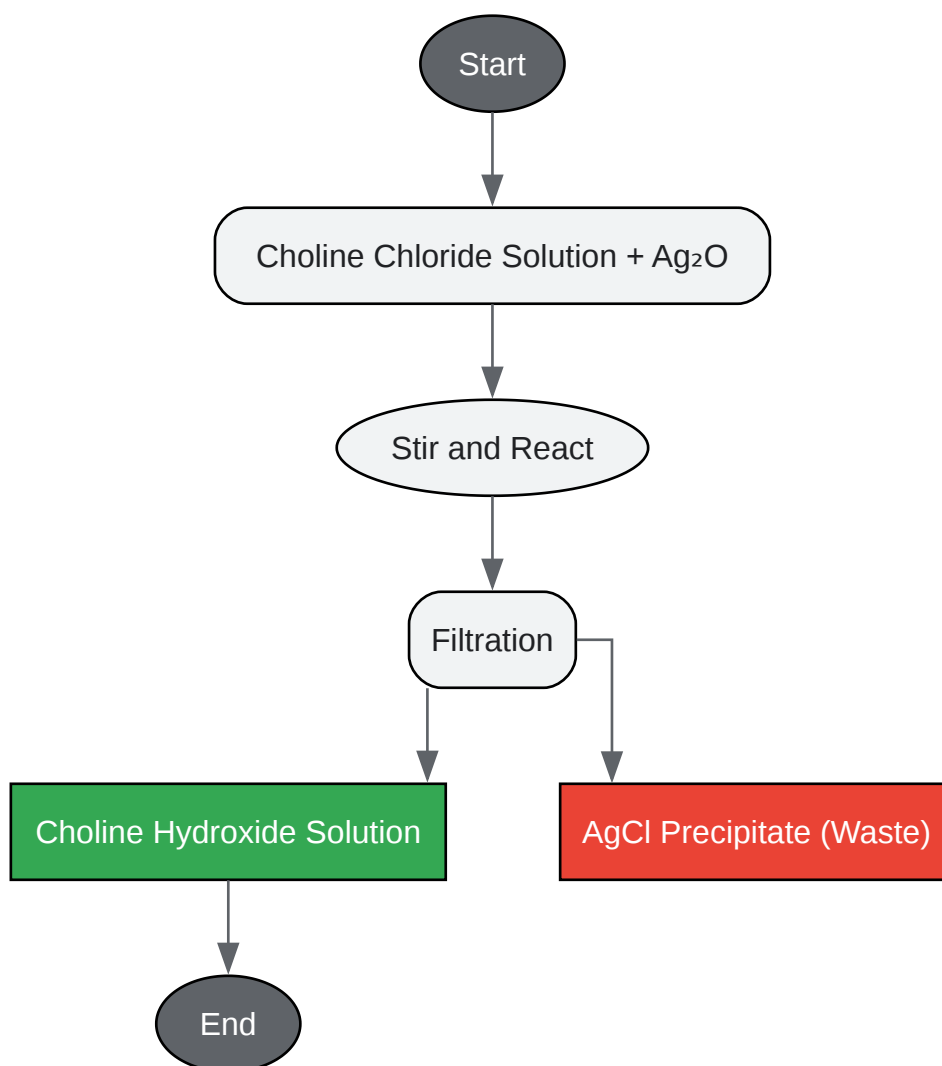 Start
Choline Chloride Solution + Ag₂O
Stir and React
Filtration
Choline Hydroxide Solution
AgCl Precipitate (Waste)
End